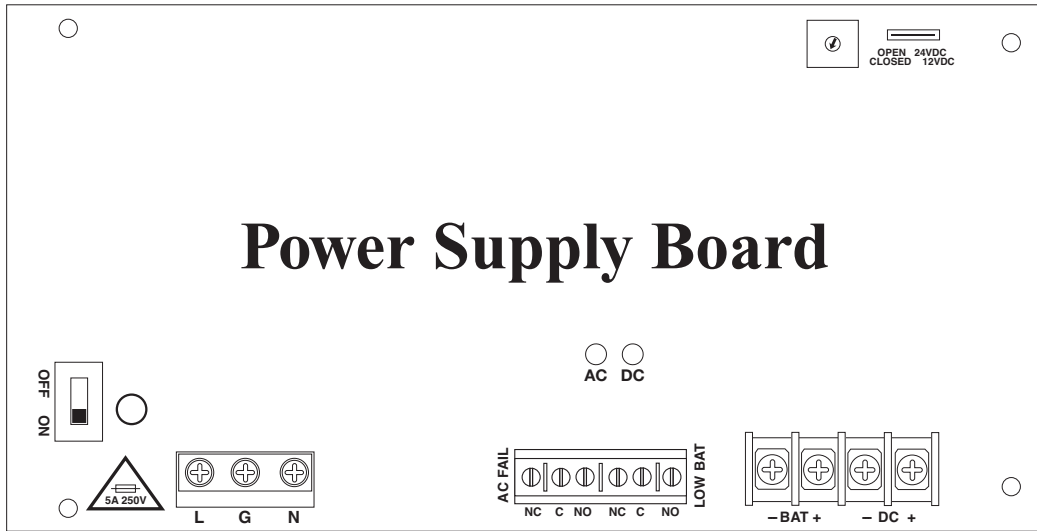 OPEN 24VDC
CLOSED 12VDC
Power Supply Board
AC DC
OFF ON
5A 250V
L G N
AC FAIL
NC C NO NC C NO
LOW BAT
– BAT + – DC +